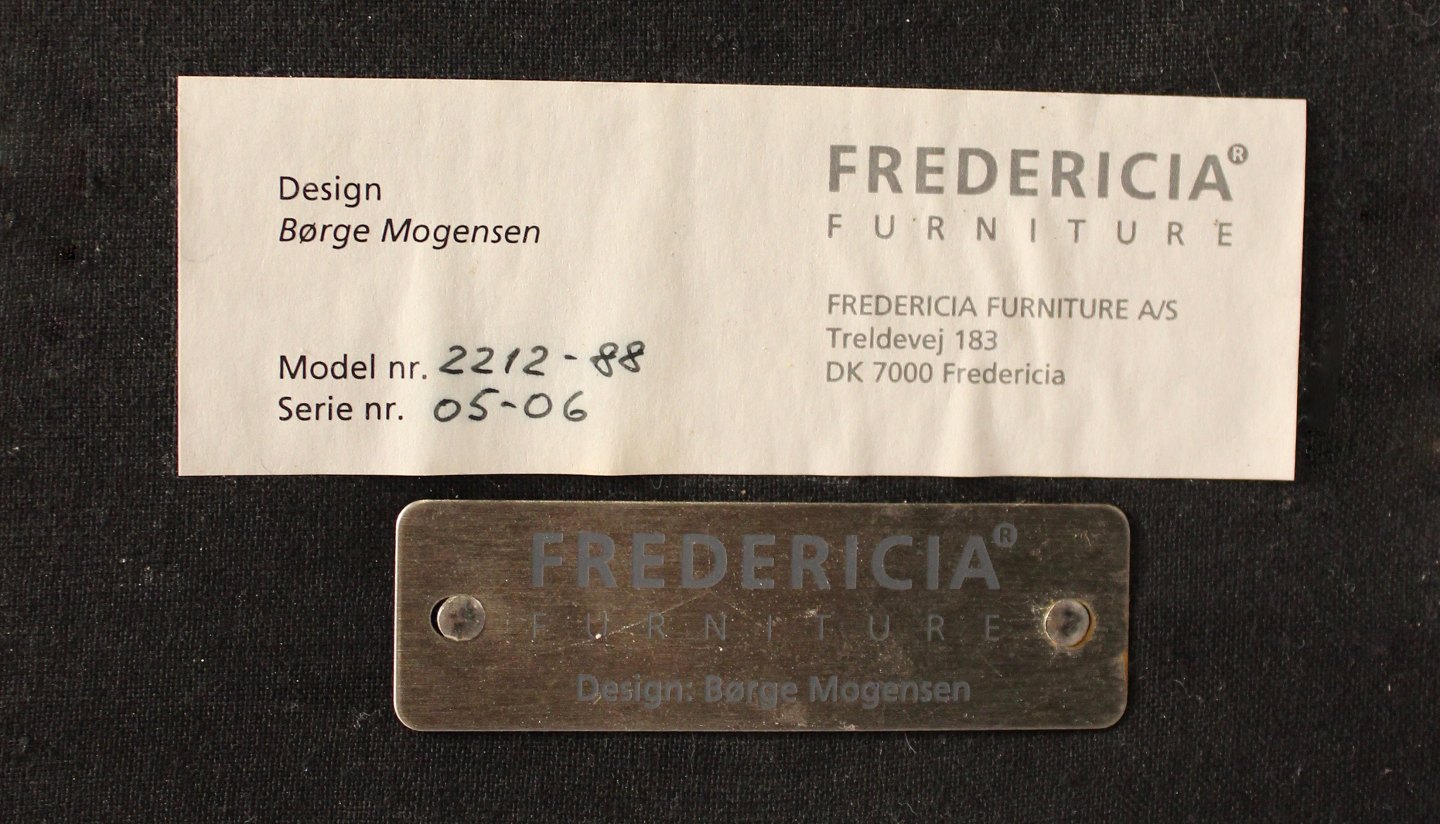 Design
Børge Mogensen
Model nr. 2212-88
Serie nr. 05-06
FREDERICIA®
FURNITURE
FREDERICIA FURNITURE A/S
Treldevej 183
DK 7000 Fredericia
FREDERICIA®
FURNITURE
Design: Børge Mogensen